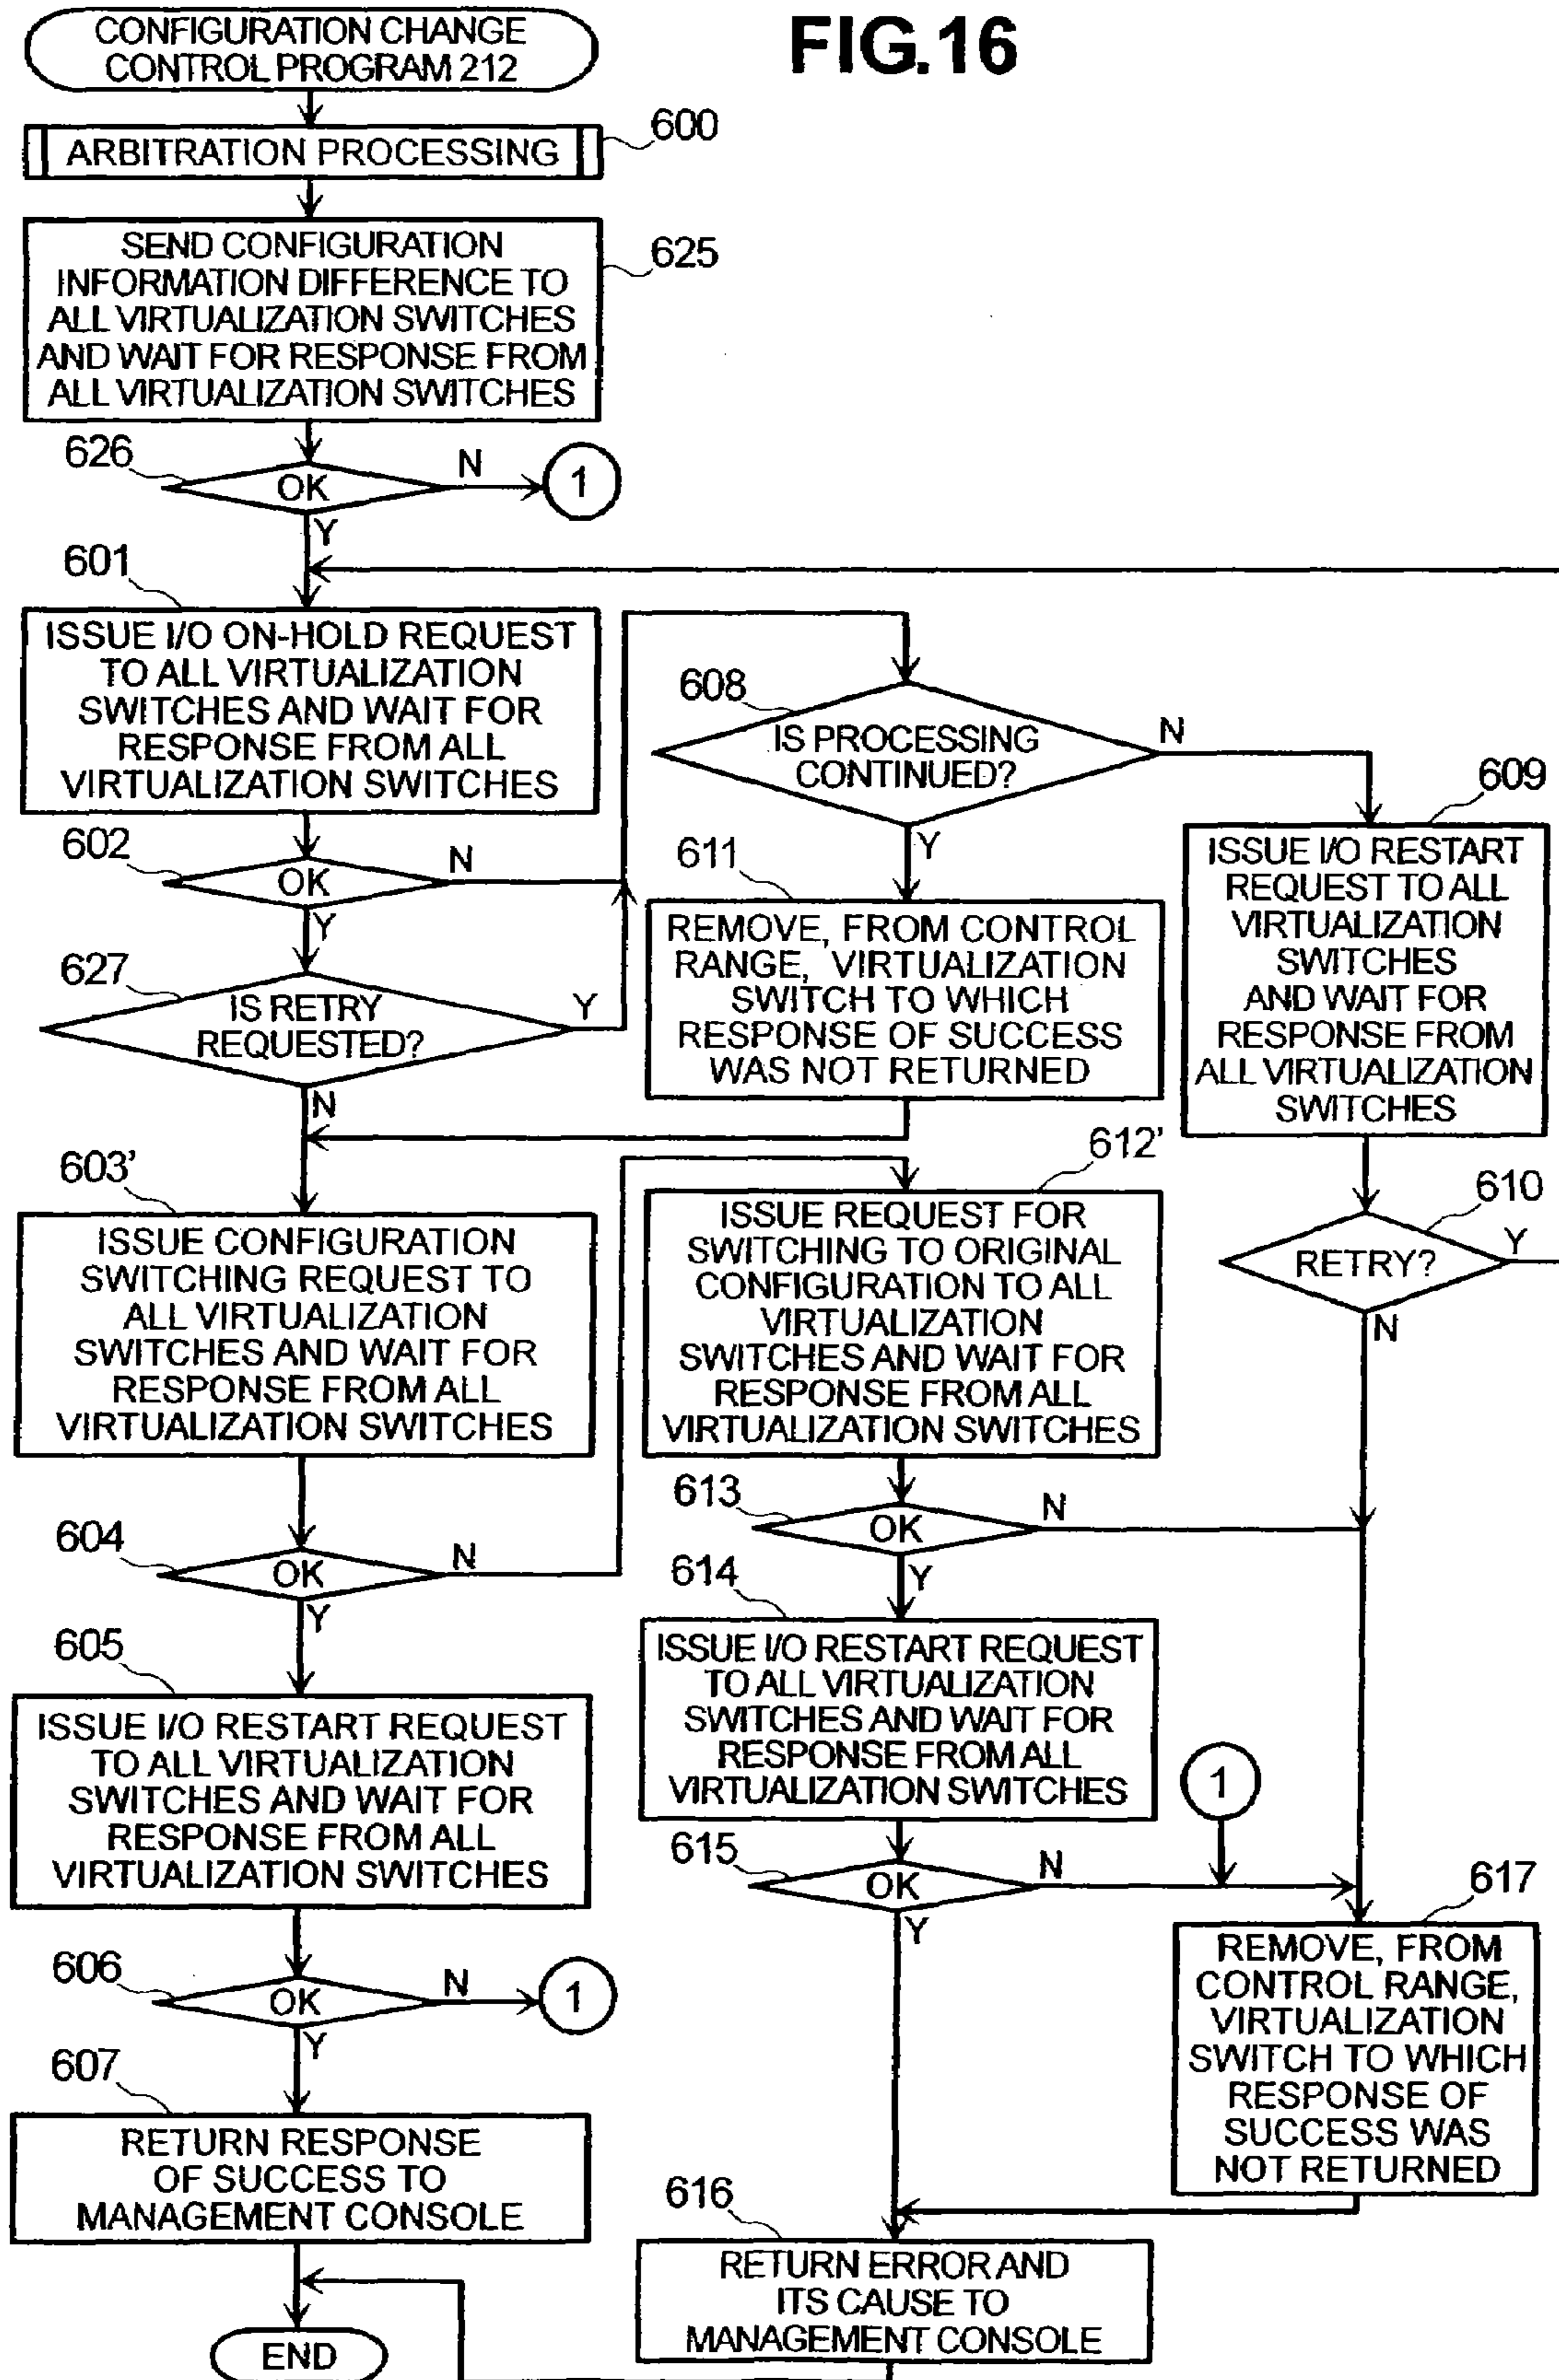 FIG.16
CONFIGURATION CHANGE
CONTROL PROGRAM 212
ARBITRATION PROCESSING
600
SEND CONFIGURATION
INFORMATION DIFFERENCE TO
ALL VIRTUALIZATION SWITCHES
AND WAIT FOR RESPONSE FROM
ALL VIRTUALIZATION SWITCHES
625
626
OK
N
1
Y
601
ISSUE I/O ON-HOLD REQUEST
TO ALL VIRTUALIZATION
SWITCHES AND WAIT FOR
RESPONSE FROM ALL
VIRTUALIZATION SWITCHES
602
OK
N
Y
627
IS RETRY
REQUESTED?
Y
N
603'
ISSUE CONFIGURATION
SWITCHING REQUEST TO
ALL VIRTUALIZATION
SWITCHES AND WAIT FOR
RESPONSE FROM ALL
VIRTUALIZATION SWITCHES
604
OK
N
Y
605
ISSUE I/O RESTART REQUEST
TO ALL VIRTUALIZATION
SWITCHES AND WAIT FOR
RESPONSE FROM ALL
VIRTUALIZATION SWITCHES
606
OK
N
1
Y
607
RETURN RESPONSE
OF SUCCESS TO
MANAGEMENT CONSOLE
END
608
IS PROCESSING
CONTINUED?
N
Y
611
REMOVE, FROM CONTROL
RANGE, VIRTUALIZATION
SWITCH TO WHICH
RESPONSE OF SUCCESS
WAS NOT RETURNED
612'
ISSUE REQUEST FOR
SWITCHING TO ORIGINAL
CONFIGURATION TO ALL
VIRTUALIZATION
SWITCHES AND WAIT FOR
RESPONSE FROM ALL
VIRTUALIZATION SWITCHES
613
OK
N
Y
614
ISSUE I/O RESTART REQUEST
TO ALL VIRTUALIZATION
SWITCHES AND WAIT FOR
RESPONSE FROM ALL
VIRTUALIZATION SWITCHES
615
OK
N
Y
1
616
RETURN ERROR AND
ITS CAUSE TO
MANAGEMENT CONSOLE
609
ISSUE I/O RESTART
REQUEST TO ALL
VIRTUALIZATION
SWITCHES
AND WAIT FOR
RESPONSE FROM
ALL VIRTUALIZATION
SWITCHES
610
RETRY?
Y
N
617
REMOVE, FROM
CONTROL RANGE,
VIRTUALIZATION
SWITCH TO WHICH
RESPONSE OF
SUCCESS WAS
NOT RETURNED